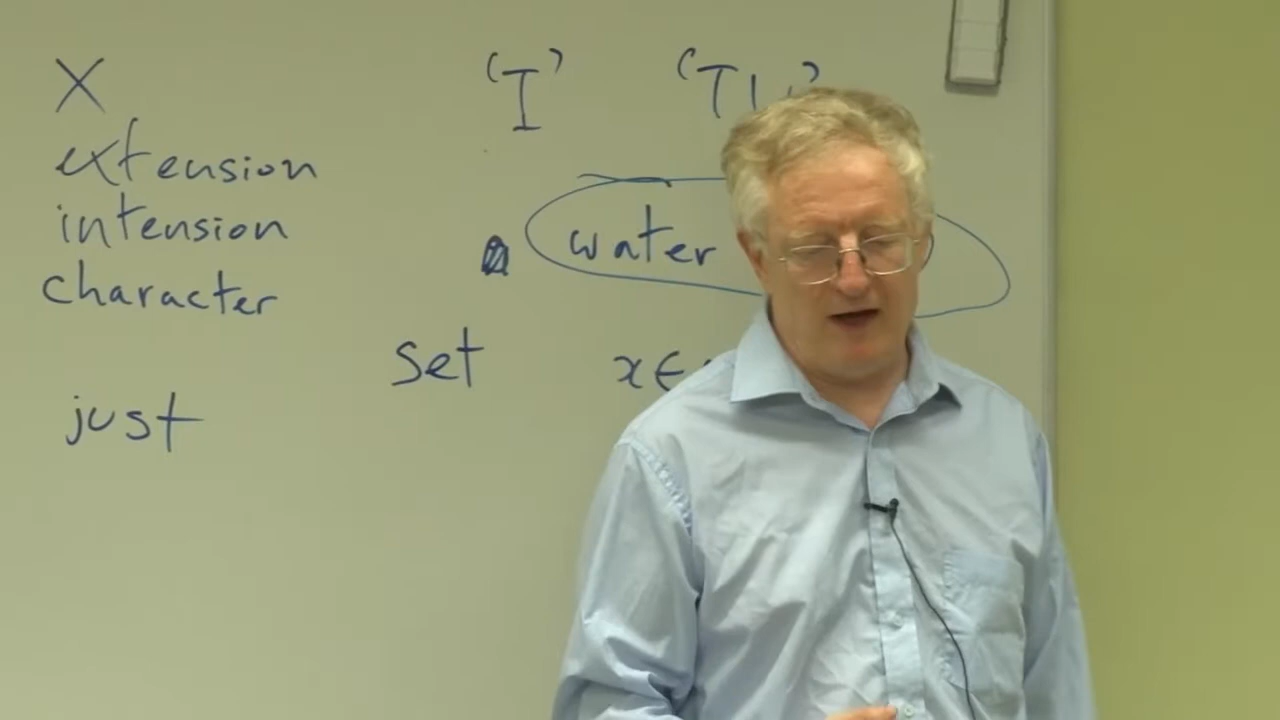 X 'I'
extension
intension water
character
set x ∈
just